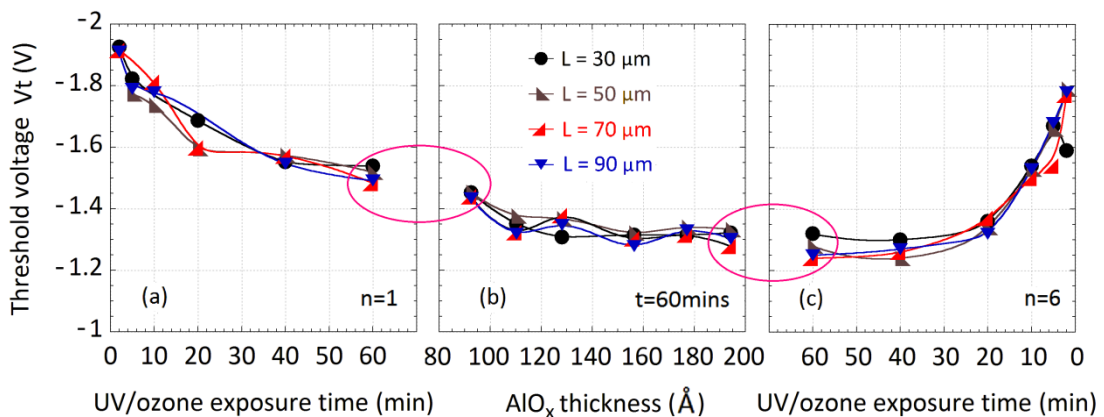 Threshold voltage Vt (V)
-2
-1.8
-1.6
-1.4
-1.2
-1
L = 30 μm
L = 50 μm
L = 70 μm
L = 90 μm
(a) n=1
(b) t=60mins
(c) n=6
0 10 20 30 40 50 60
80 100 120 140 160 180 200
60 50 40 30 20 10 0
UV/ozone exposure time (min)
AlOx thickness (Å)
UV/ozone exposure time (min)